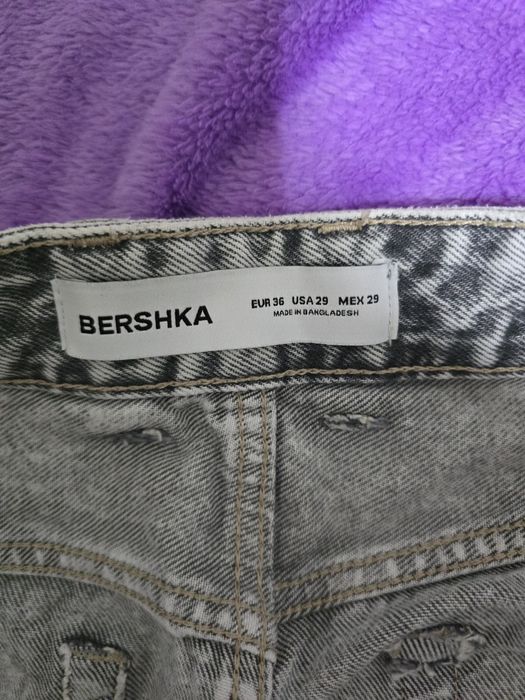 BERSHKA
EUR 36 USA 29 MEX 29
MADE IN BANGLADESH